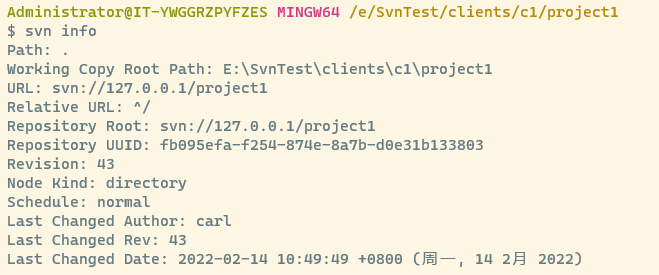 Administrator@IT-YWGGRZPYFZES MINGW64 /e/SvnTest/clients/c1/project1
$ svn info
Path: .
Working Copy Root Path: E:\SvnTest\clients\c1\project1
URL: svn://127.0.0.1/project1
Relative URL: ^/
Repository Root: svn://127.0.0.1/project1
Repository UUID: fb095efa-f254-874e-8a7b-d0e31b133803
Revision: 43
Node Kind: directory
Schedule: normal
Last Changed Author: carl
Last Changed Rev: 43
Last Changed Date: 2022-02-14 10:49:49 +0800 (周一, 14 2月 2022)